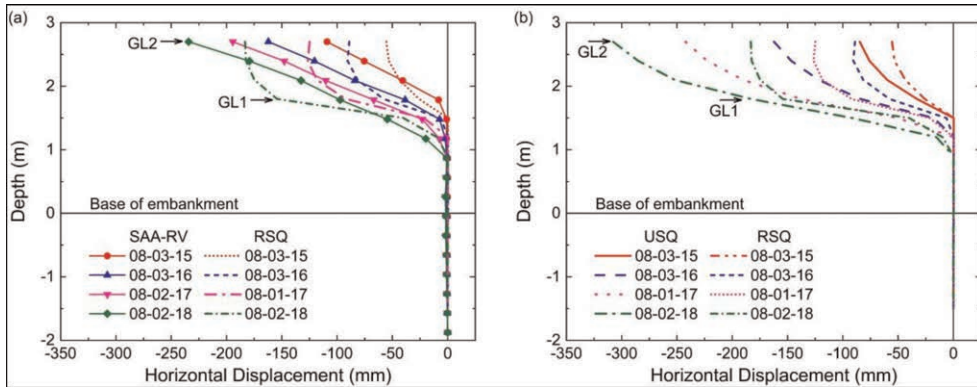 (a)
3
2
1
0
-1
-2
Depth (m)
GL2
GL1
Base of embankment
SAA-RV RSQ
08-03-15 08-03-15
08-03-16 08-03-16
08-02-17 08-01-17
08-02-18 08-02-18
-350 -300 -250 -200 -150 -100 -50 0
Horizontal Displacement (mm)
(b)
3
2
1
0
-1
-2
Depth (m)
GL2
GL1
Base of embankment
USQ RSQ
08-03-15 08-03-15
08-03-16 08-03-16
08-01-17 08-01-17
08-02-18 08-02-18
-350 -300 -250 -200 -150 -100 -50 0
Horizontal Displacement (mm)